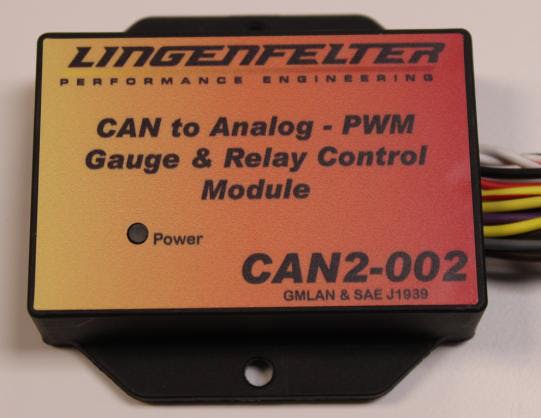 LINGENFELTER
PERFORMANCE ENGINEERING
CAN to Analog - PWM
Gauge & Relay Control
Module
Power
CAN2-002
GMLAN & SAE J1939